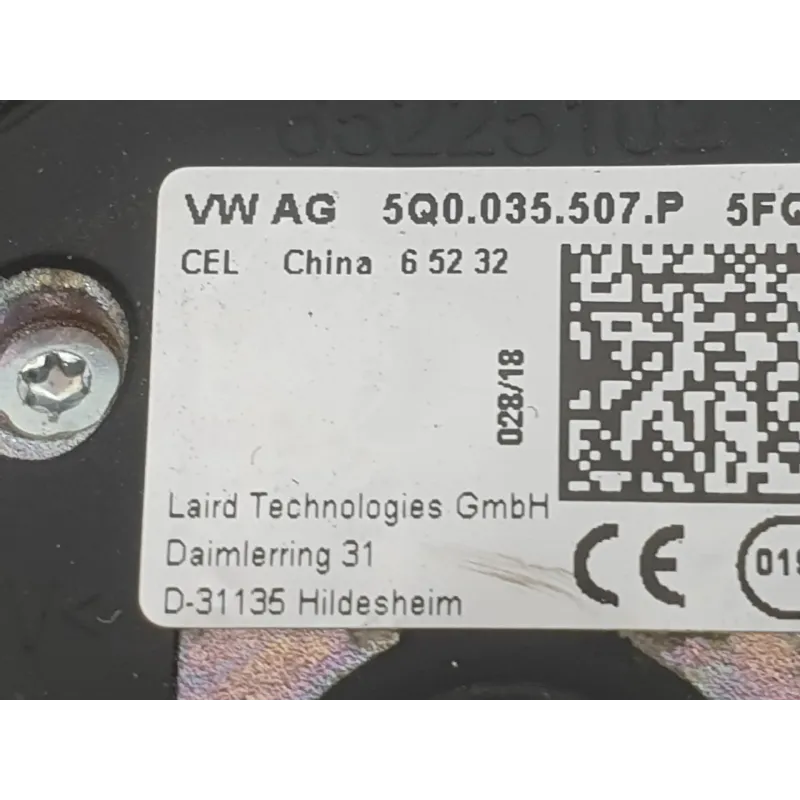 VW AG 5Q0.035.507.P 5FQ
CEL China 6 52 32
028/18
Laird Technologies GmbH
Daimlerring 31
D-31135 Hildesheim
CE